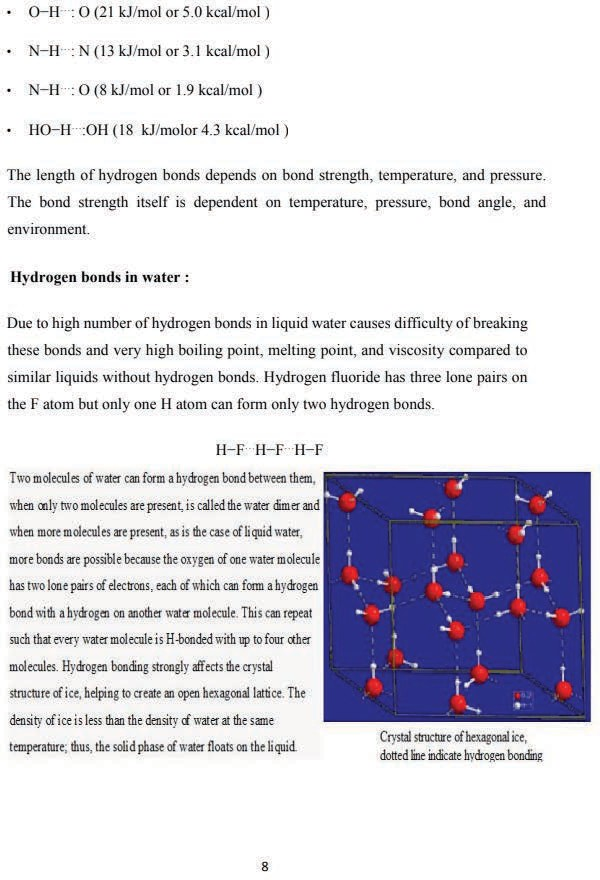 • O−H···: O (21 kJ/mol or 5.0 kcal/mol )
• N−H···: N (13 kJ/mol or 3.1 kcal/mol )
• N−H···: O (8 kJ/mol or 1.9 kcal/mol )
• HO−H···:OH (18 kJ/molor 4.3 kcal/mol )
The length of hydrogen bonds depends on bond strength, temperature, and pressure.
The bond strength itself is dependent on temperature, pressure, bond angle, and
environment.
Hydrogen bonds in water :
Due to high number of hydrogen bonds in liquid water causes difficulty of breaking
these bonds and very high boiling point, melting point, and viscosity compared to
similar liquids without hydrogen bonds. Hydrogen fluoride has three lone pairs on
the F atom but only one H atom can form only two hydrogen bonds.
H−F···H−F···H−F
Two molecules of water can form a hydrogen bond between them,
when only two molecules are present, is called the water dimer and
when more molecules are present, as is the case of liquid water,
more bonds are possible because the oxygen of one water molecule
has two lone pairs of electrons, each of which can form a hydrogen
bond with a hydrogen on another water molecule. This can repeat
such that every water molecule is H-bonded with up to four other
molecules. Hydrogen bonding strongly affects the crystal
structure of ice, helping to create an open hexagonal lattice. The
density of ice is less than the density of water at the same
temperature; thus, the solid phase of water floats on the liquid.
Crystal structure of hexagonal ice,
dotted line indicate hydrogen bonding
8